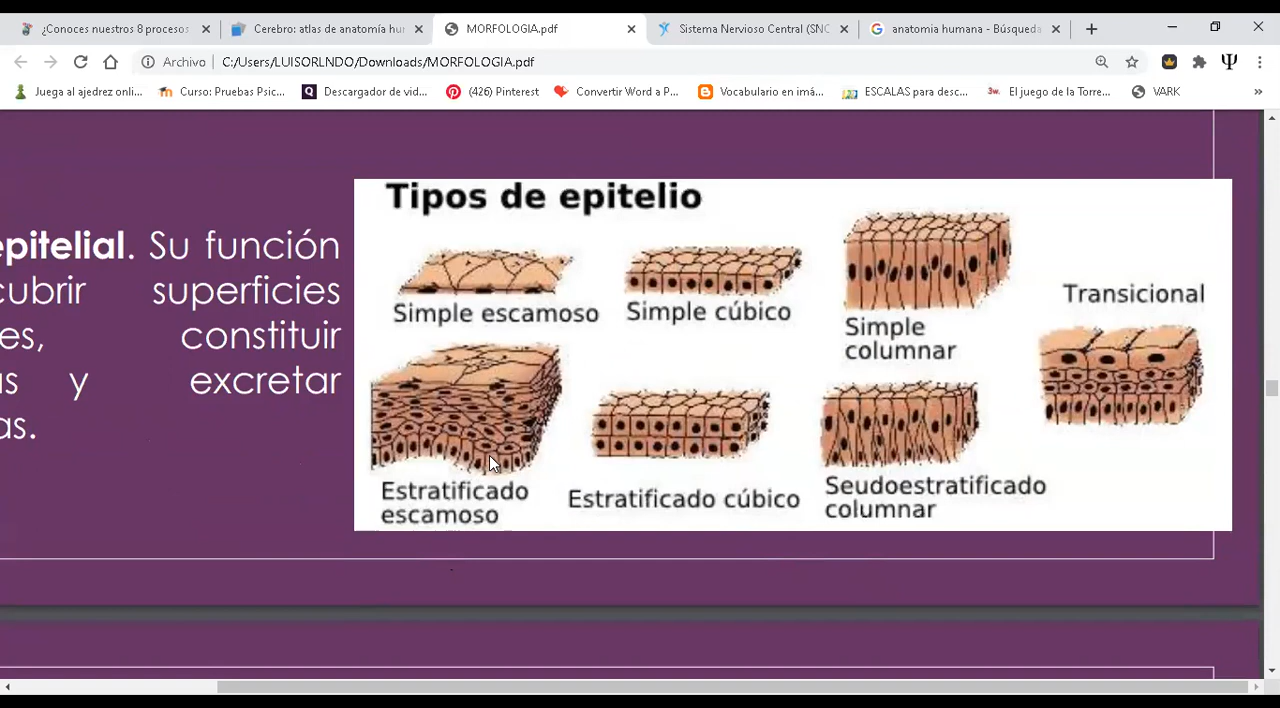 ¿Conoces nuestros 8 procesos
Cerebro: atlas de anatomía hur
MORFOLOGIA.pdf
Sistema Nervioso Central (SNC
anatomia humana - Búsqueda
Archivo
C:/Users/LUISORLNDO/Downloads/MORFOLOGIA.pdf
Juega al ajedrez onli...
Curso: Pruebas Psic...
Descargador de vid...
(426) Pinterest
Convertir Word a P...
Vocabulario en imá...
ESCALAS para desc...
3w.
El juego de la Torre...
VARK
»
epitelial. Su función
cubrir superficies
es, constituir
as y excretar
as.
Tipos de epitelio
Simple escamoso
Simple cúbico
Simple
columnar
Transicional
Estratificado
escamoso
Estratificado cúbico
Seudoestratificado
columnar